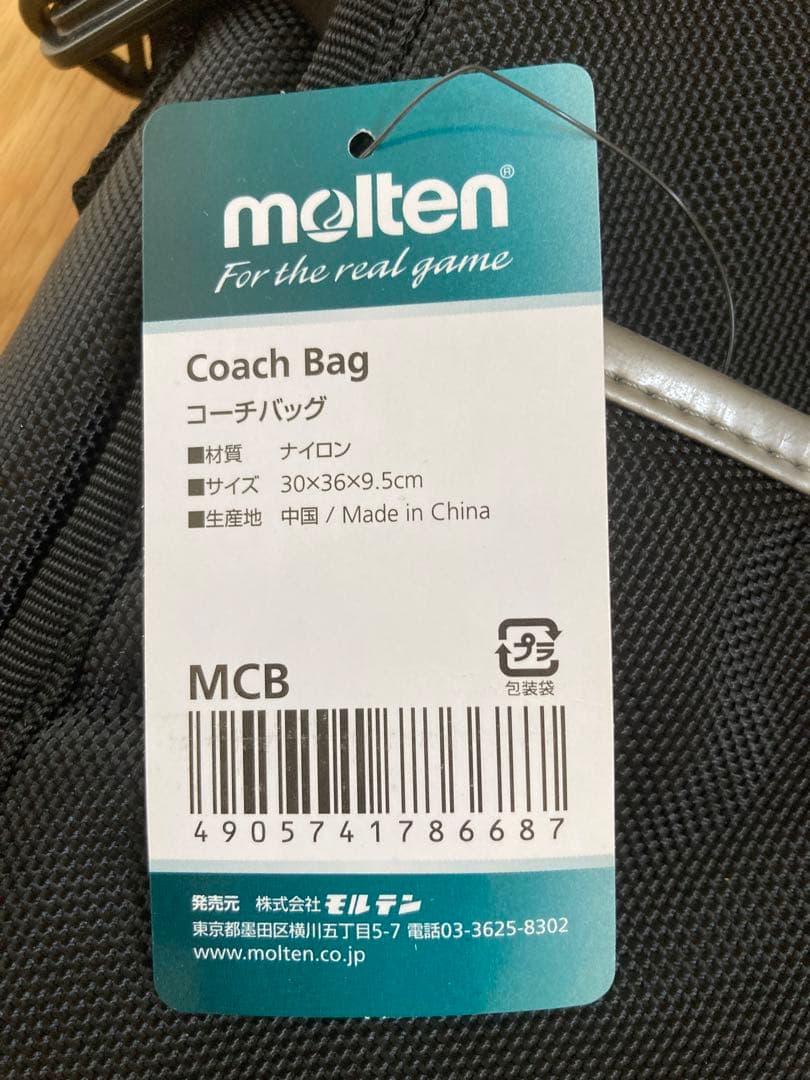 molten®
For the real game
Coach Bag
コーチバッグ
■材質 ナイロン
■サイズ 30×36×9.5cm
■生産地 中国 / Made in China
プラ
包装袋
MCB
4905741786687
発売元 株式会社モルテン
東京都墨田区横川五丁目5-7 電話03-3625-8302
www.molten.co.jp